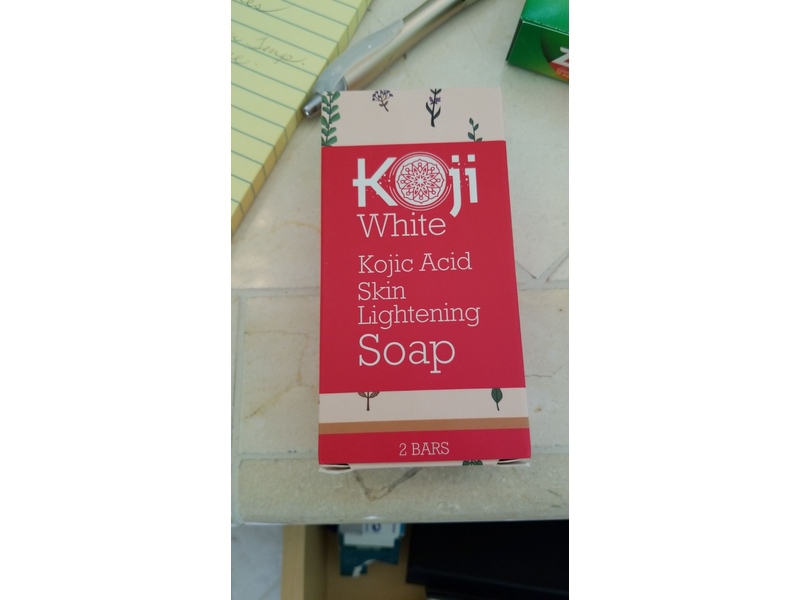 Koji
White
Kojic Acid
Skin
Lightening
Soap
2 BARS